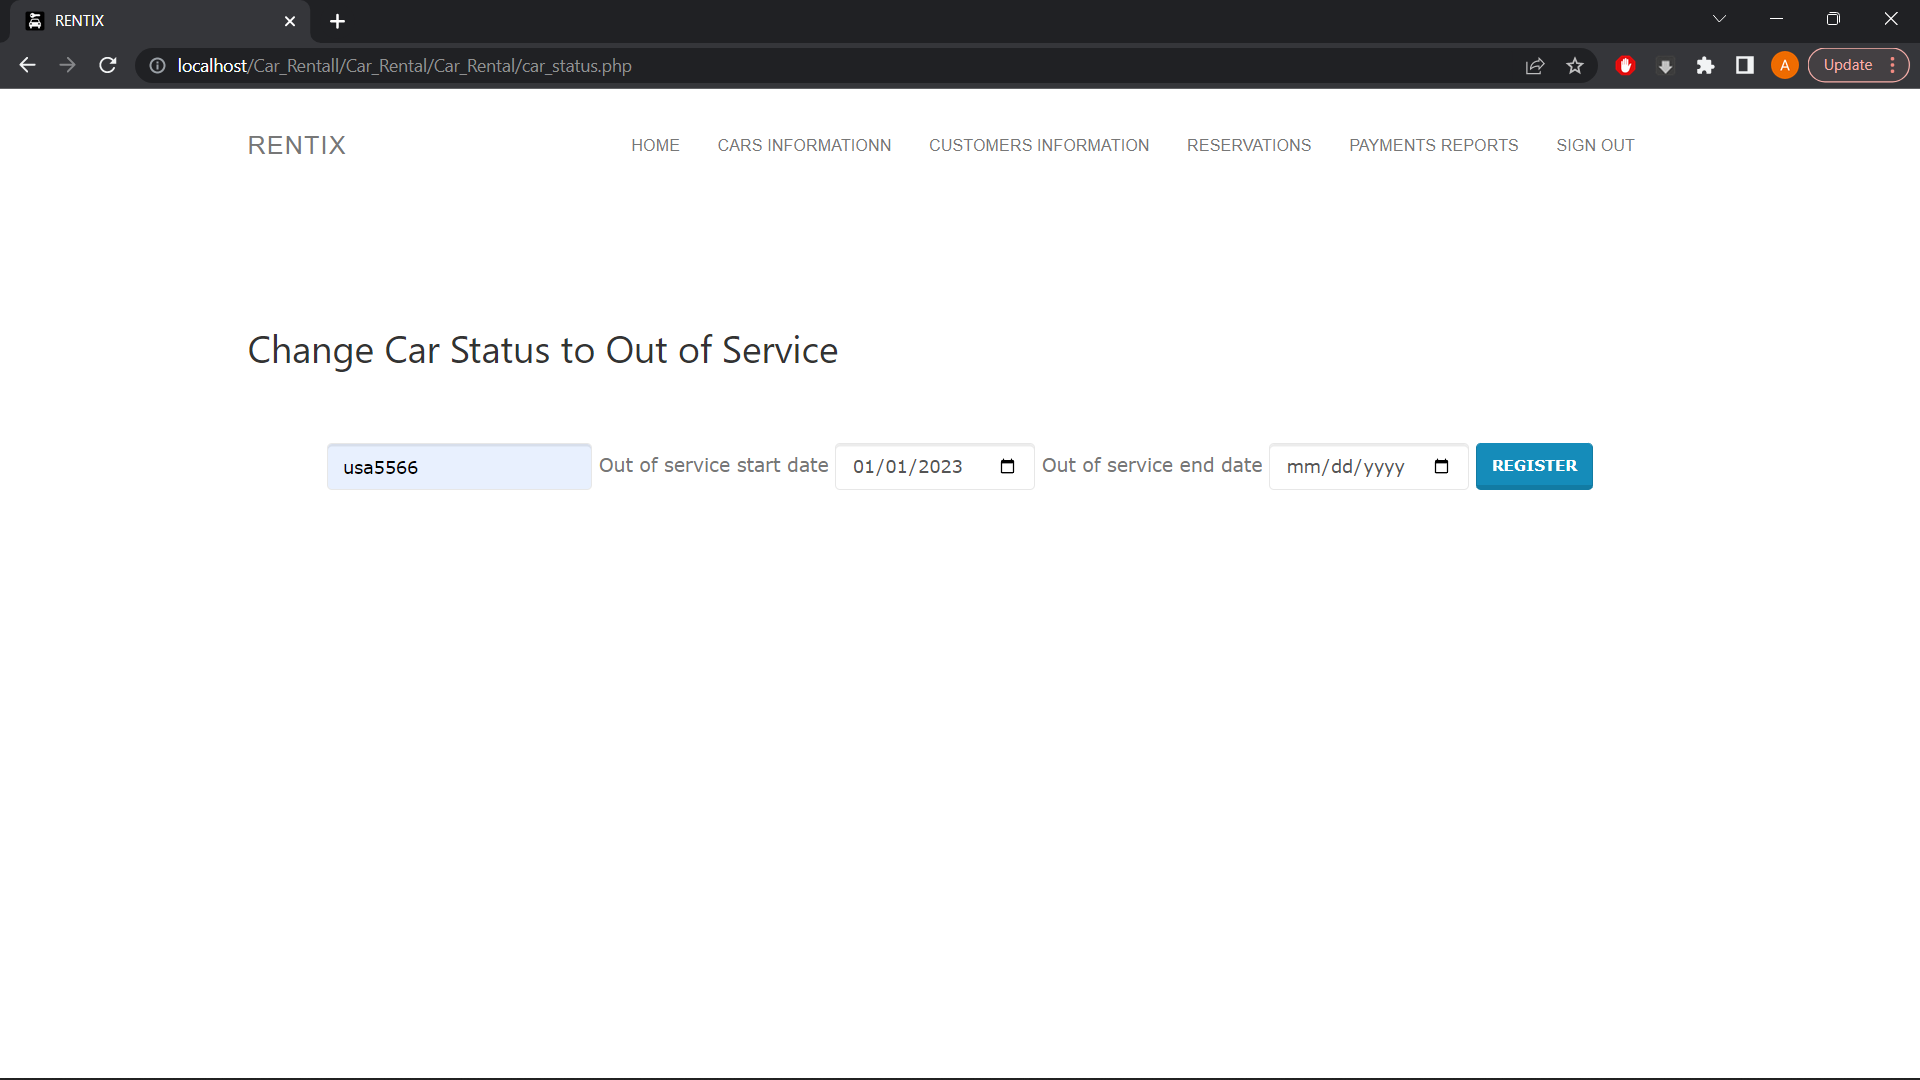 RENTIX
localhost/Car_Rentall/Car_Rental/Car_Rental/car_status.php
A
Update
RENTIX HOME CARS INFORMATIONN CUSTOMERS INFORMATION RESERVATIONS PAYMENTS REPORTS SIGN OUT
Change Car Status to Out of Service
usa5566 Out of service start date 01/01/2023 Out of service end date mm/dd/yyyy REGISTER